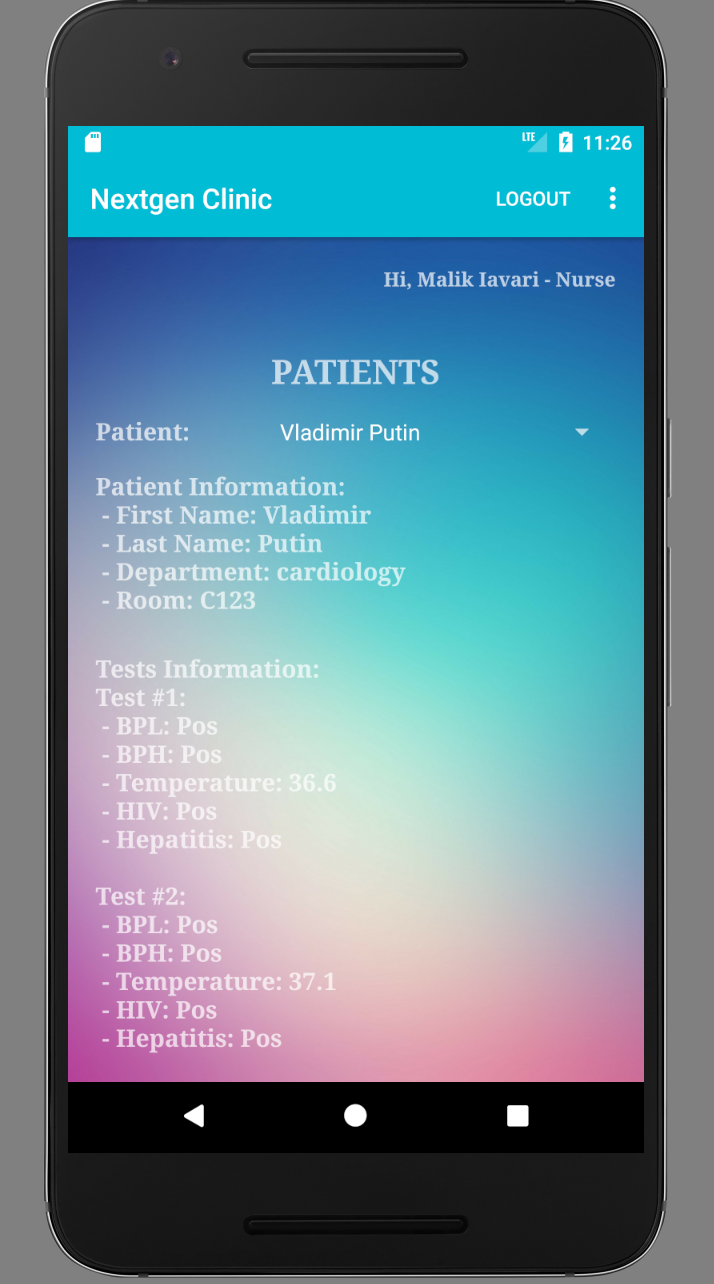 LTE 11:26
Nextgen Clinic LOGOUT
Hi, Malik Iavari - Nurse
PATIENTS
Patient: Vladimir Putin
Patient Information:
- First Name: Vladimir
- Last Name: Putin
- Department: cardiology
- Room: C123
Tests Information:
Test #1:
- BPL: Pos
- BPH: Pos
- Temperature: 36.6
- HIV: Pos
- Hepatitis: Pos
Test #2:
- BPL: Pos
- BPH: Pos
- Temperature: 37.1
- HIV: Pos
- Hepatitis: Pos